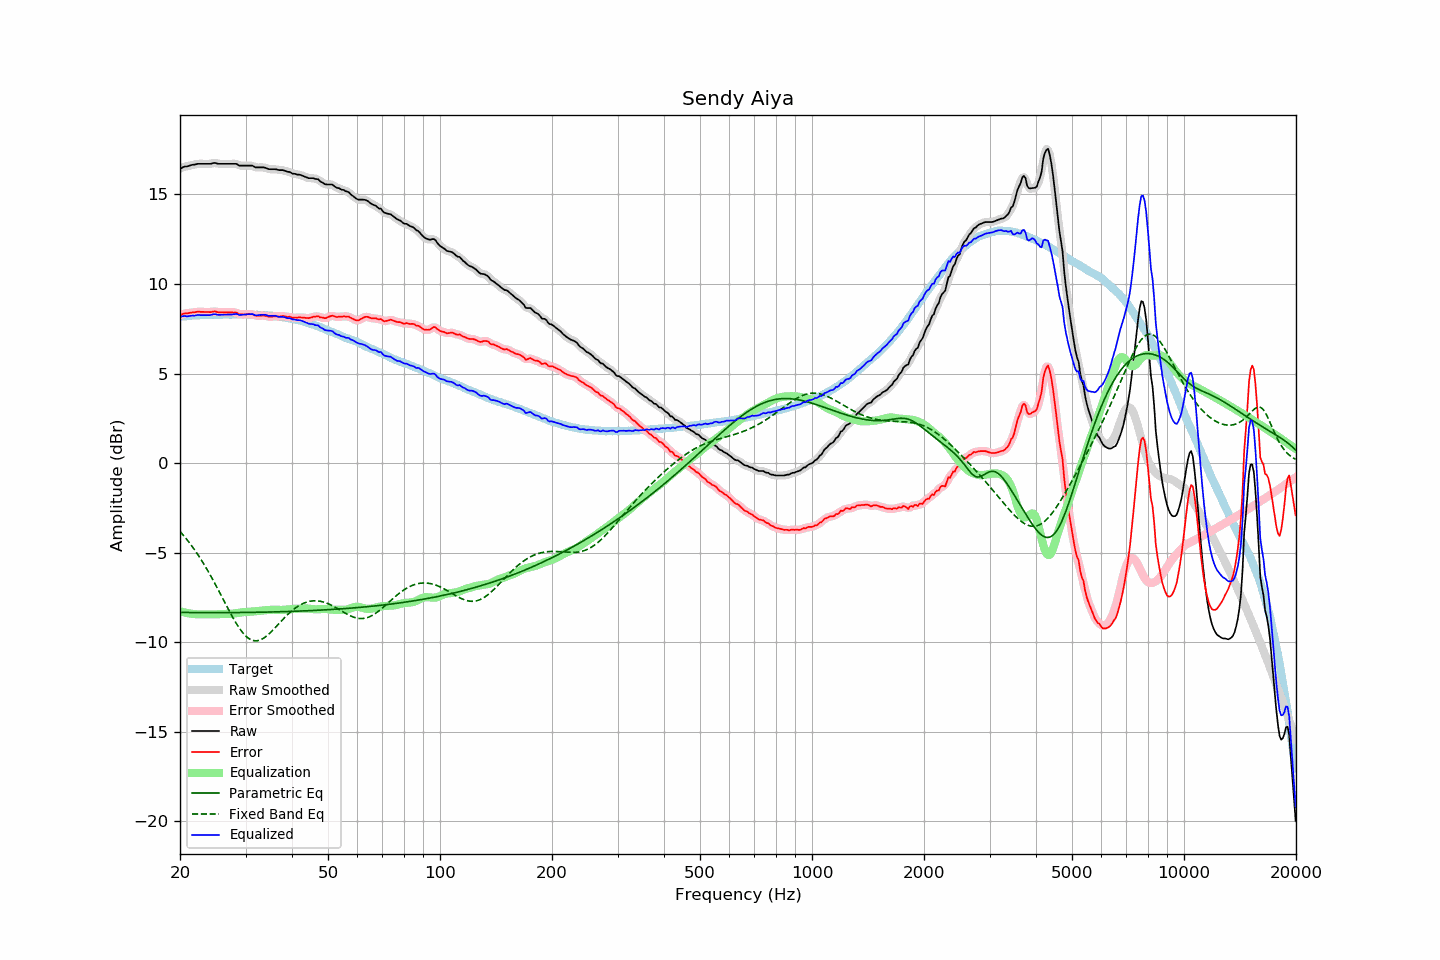 Sendy Aiya
Amplitude (dBr)
15
10
5
0
−5
−10
−15
−20
Target
Raw Smoothed
Error Smoothed
Raw
Error
Equalization
Parametric Eq
Fixed Band Eq
Equalized
20 50 100 200 500 1000 2000 5000 10000 20000
Frequency (Hz)